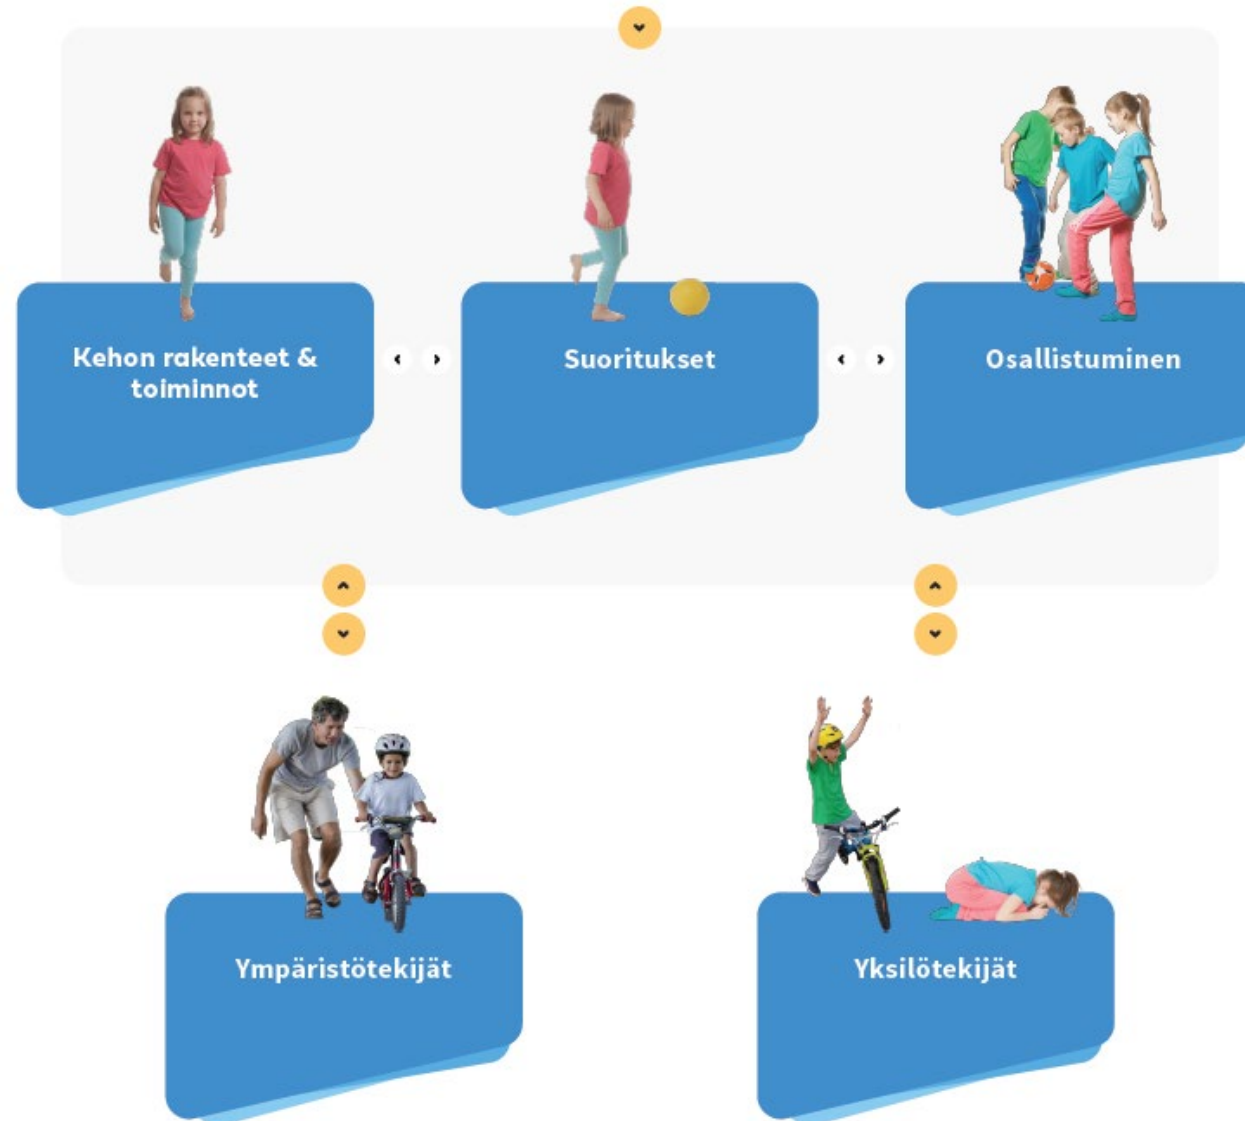 Kehon rakenteet &
toiminnot
Suoritukset
Osallistuminen
Ympäristötekijät
Yksilötekijät